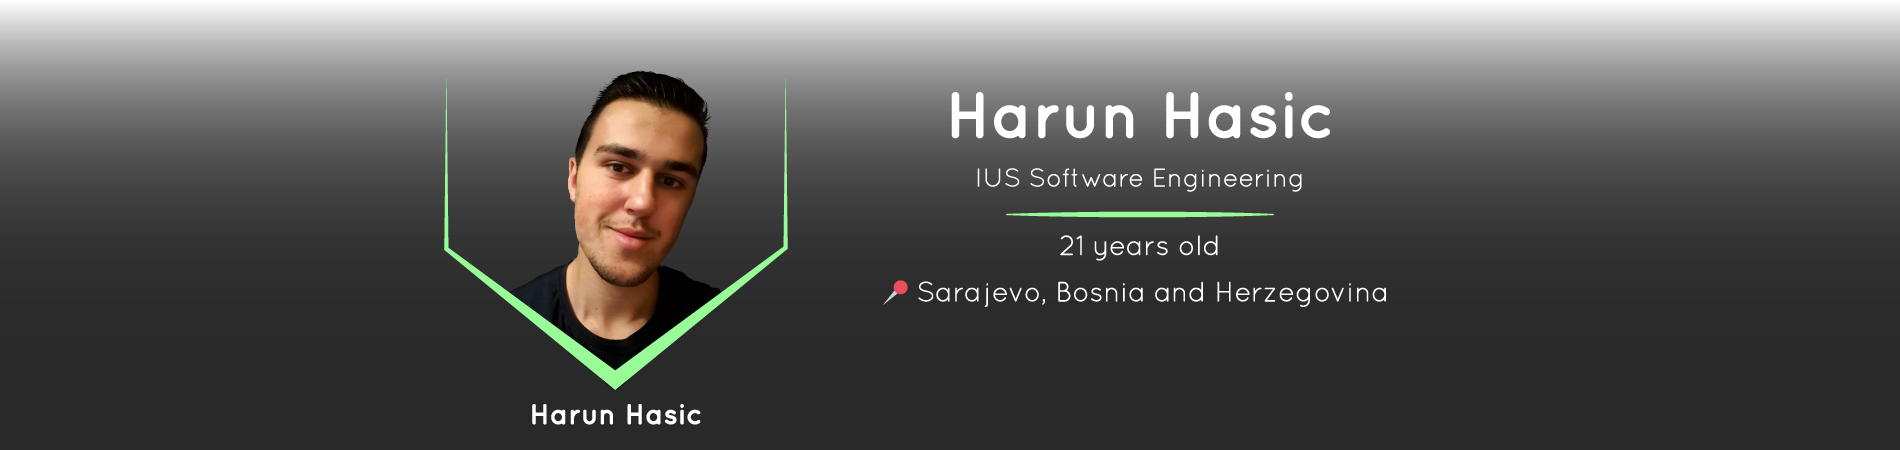 Harun Hasic
IUS Software Engineering
21 years old
Sarajevo, Bosnia and Herzegovina
Harun Hasic